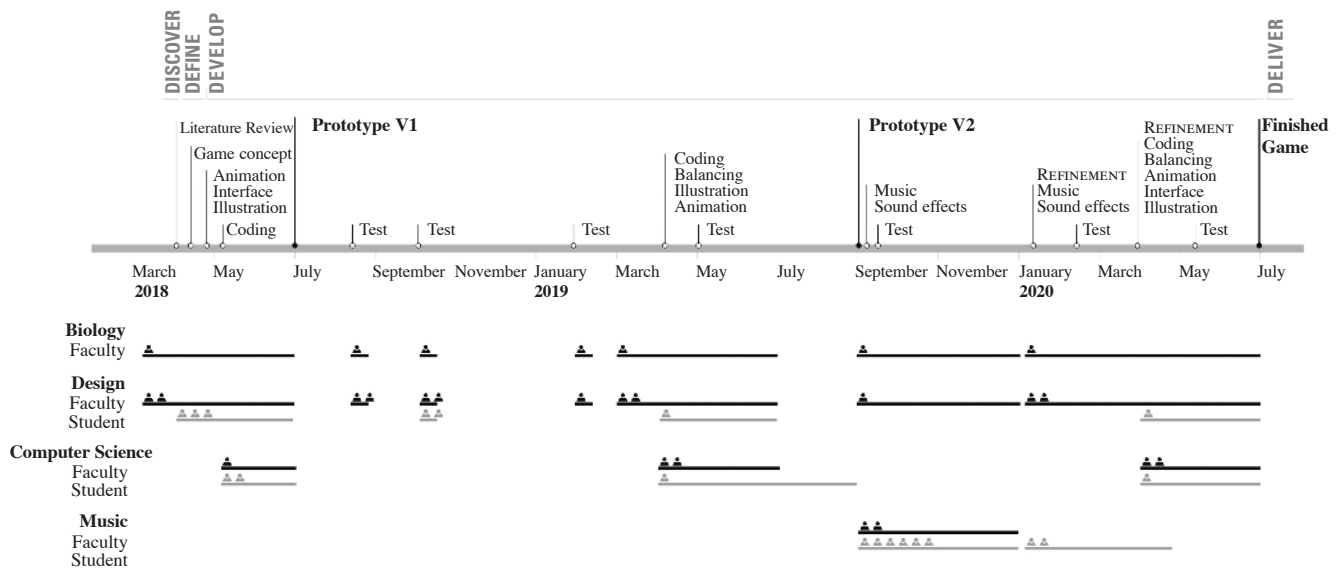 DISCOVER
DEFINE
DEVELOP
DELIVER
Literature Review
Game concept
Animation
Interface
Illustration
Coding
Prototype V1
Test
Test
Test
Coding
Balancing
Illustration
Animation
Test
Prototype V2
Music
Sound effects
Test
REFINEMENT
Music
Sound effects
Test
REFINEMENT
Coding
Balancing
Animation
Interface
Illustration
Test
Finished
Game
March May July September November January March May July September November January March May July
2018 2019 2020
Biology
Faculty
Design
Faculty
Student
Computer Science
Faculty
Student
Music
Faculty
Student